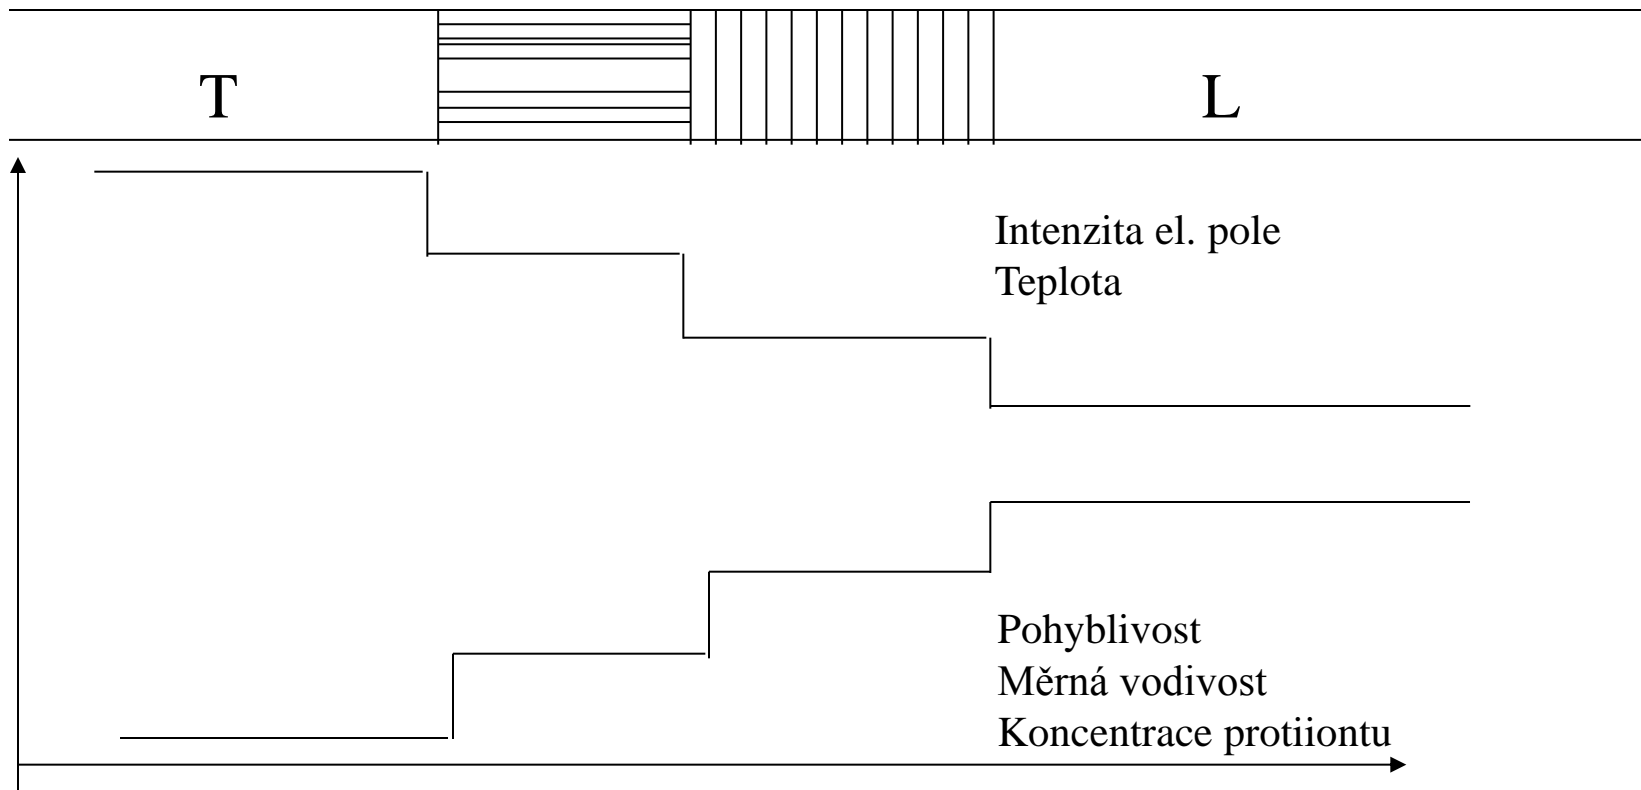 T
L
Intenzita el. pole
Teplota
Pohyblivost
Měrná vodivost
Koncentrace protiiontu